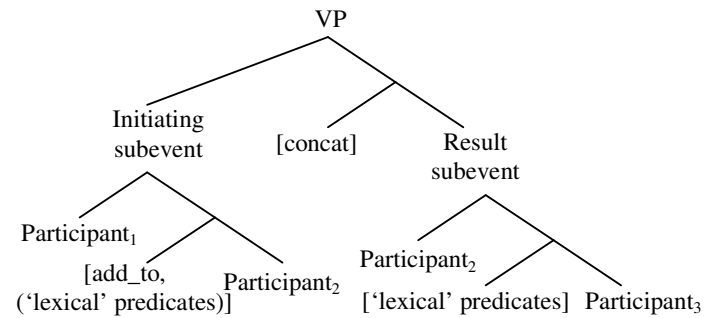 VP
Initiating
subevent
[concat]
Result
subevent
Participant₁
[add_to,
(‘lexical’ predicates)]
Participant₂
Participant₂
[‘lexical’ predicates]
Participant₃